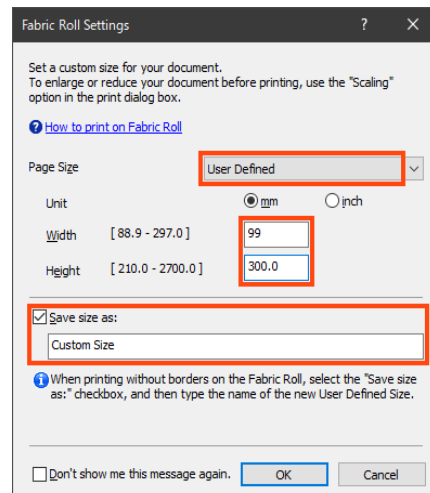 Fabric Roll Settings ? ×
Set a custom size for your document.
To enlarge or reduce your document before printing, use the "Scaling"
option in the print dialog box.
How to print on Fabric Roll
Page Size User Defined
Unit mm inch
Width [ 88.9 - 297.0 ] 99
Height [ 210.0 - 2700.0 ] 300.0
Save size as:
Custom Size
When printing without borders on the Fabric Roll, select the "Save size
as:" checkbox, and then type the name of the new User Defined Size.
Don't show me this message again. OK Cancel